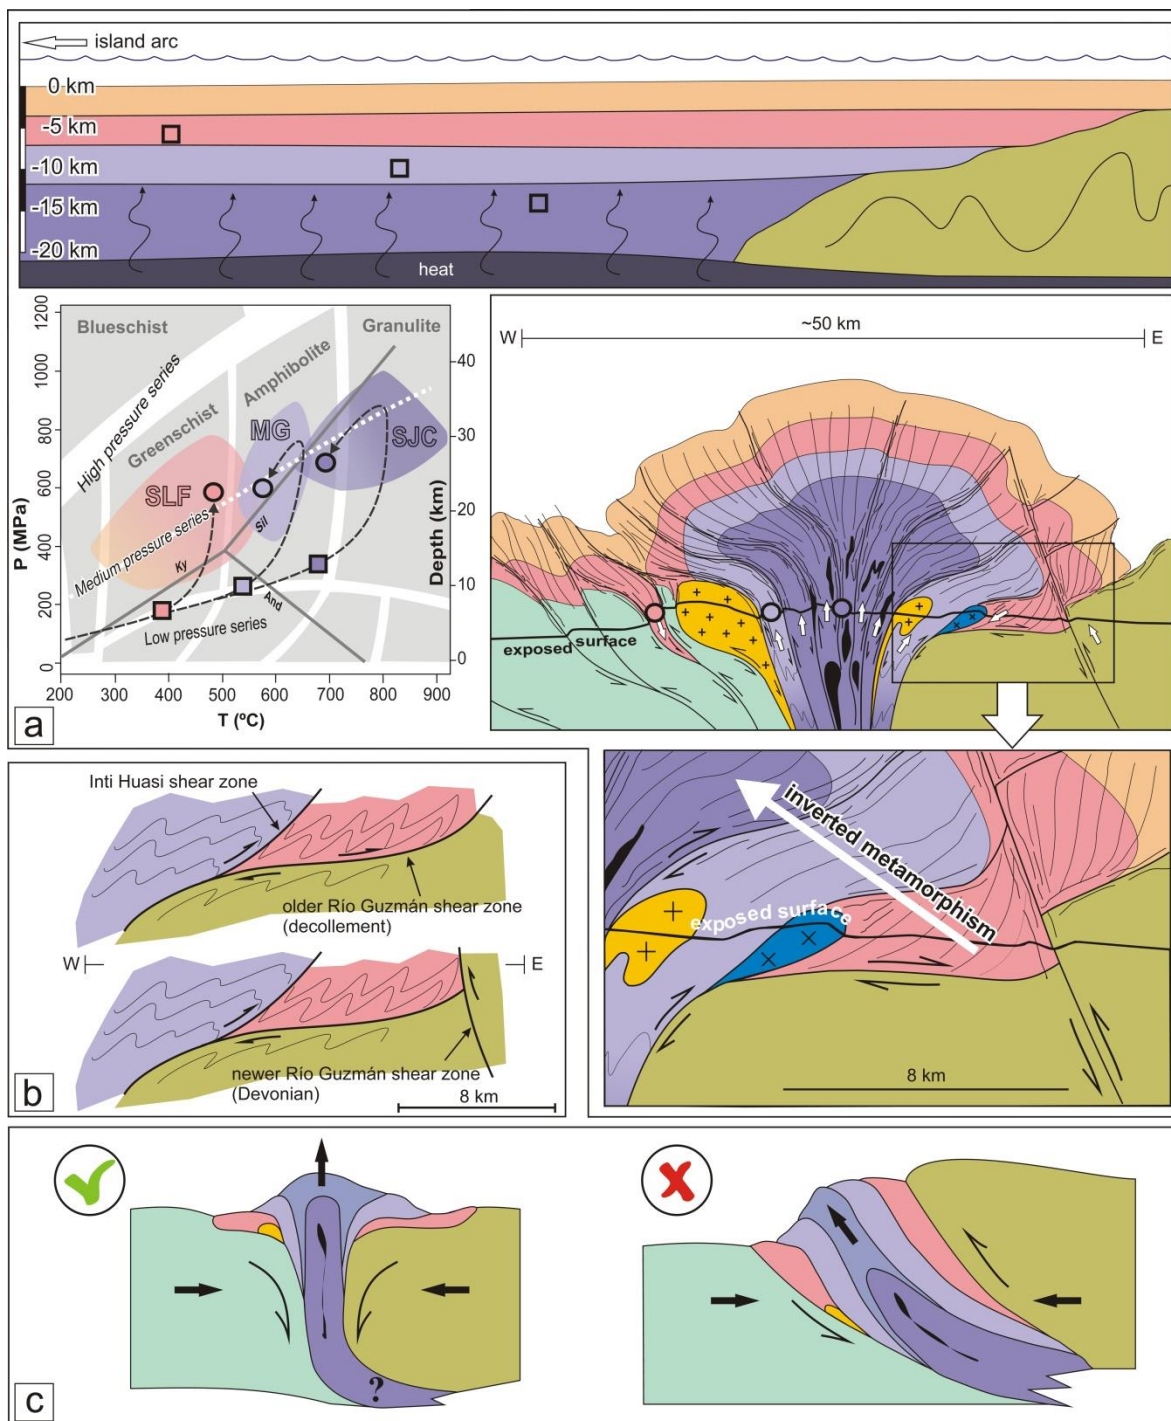 island arc
0 km
-5 km
-10 km
-15 km
-20 km
heat
1200
1000
800
600
400
200
0
P (MPa)
Blueschist
Granulite
High pressure series
Greenschist
Amphibolite
MG
SJC
SLF
Medium pressure series
Sil
Ky
And
Low pressure series
40
30
20
10
0
Depth (km)
200 300 400 500 600 700 800 900
T (ºC)
a
~50 km
W
E
exposed surface
inverted metamorphism
exposed surface
8 km
Inti Huasi shear zone
older Río Guzmán shear zone
(decollement)
W
E
newer Río Guzmán shear zone
(Devonian)
8 km
b
?
c